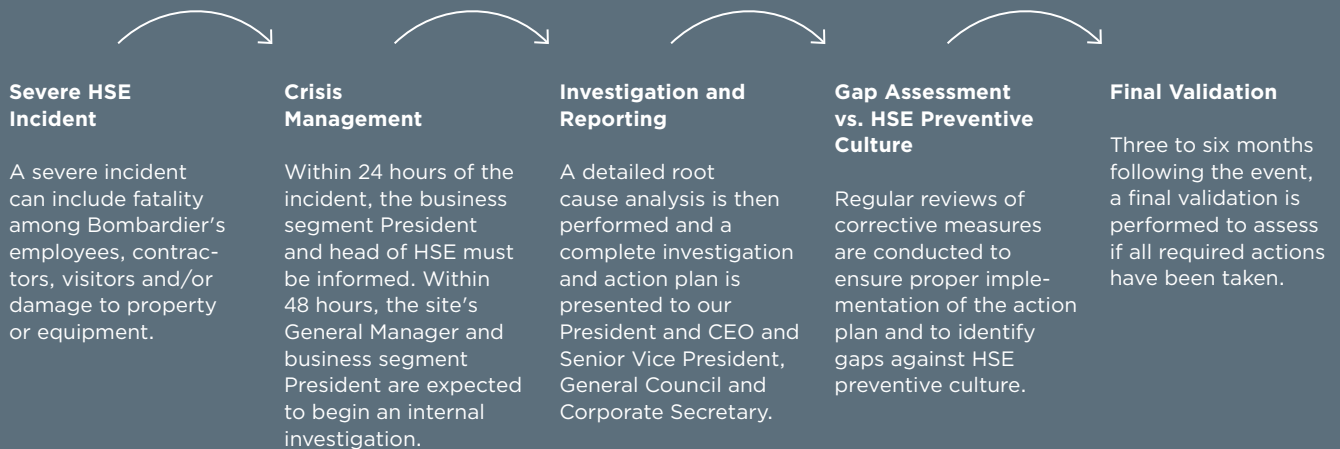 Severe HSE
Incident
A severe incident
can include fatality
among Bombardier's
employees, contrac-
tors, visitors and/or
damage to property
or equipment.
Crisis
Management
Within 24 hours of the
incident, the business
segment President
and head of HSE must
be informed. Within
48 hours, the site's
General Manager and
business segment
President are expected
to begin an internal
investigation.
Investigation and
Reporting
A detailed root
cause analysis is then
performed and a
complete investigation
and action plan is
presented to our
President and CEO and
Senior Vice President,
General Council and
Corporate Secretary.
Gap Assessment
vs. HSE Preventive
Culture
Regular reviews of
corrective measures
are conducted to
ensure proper imple-
mentation of the action
plan and to identify
gaps against HSE
preventive culture.
Final Validation
Three to six months
following the event,
a final validation is
performed to assess
if all required actions
have been taken.